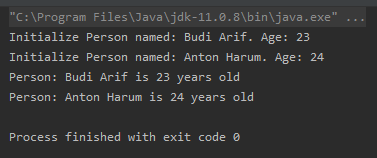 "C:\Program Files\Java\jdk-11.0.8\bin\java.exe" ...
Initialize Person named: Budi Arif. Age: 23
Initialize Person named: Anton Harum. Age: 24
Person: Budi Arif is 23 years old
Person: Anton Harum is 24 years old
Process finished with exit code 0